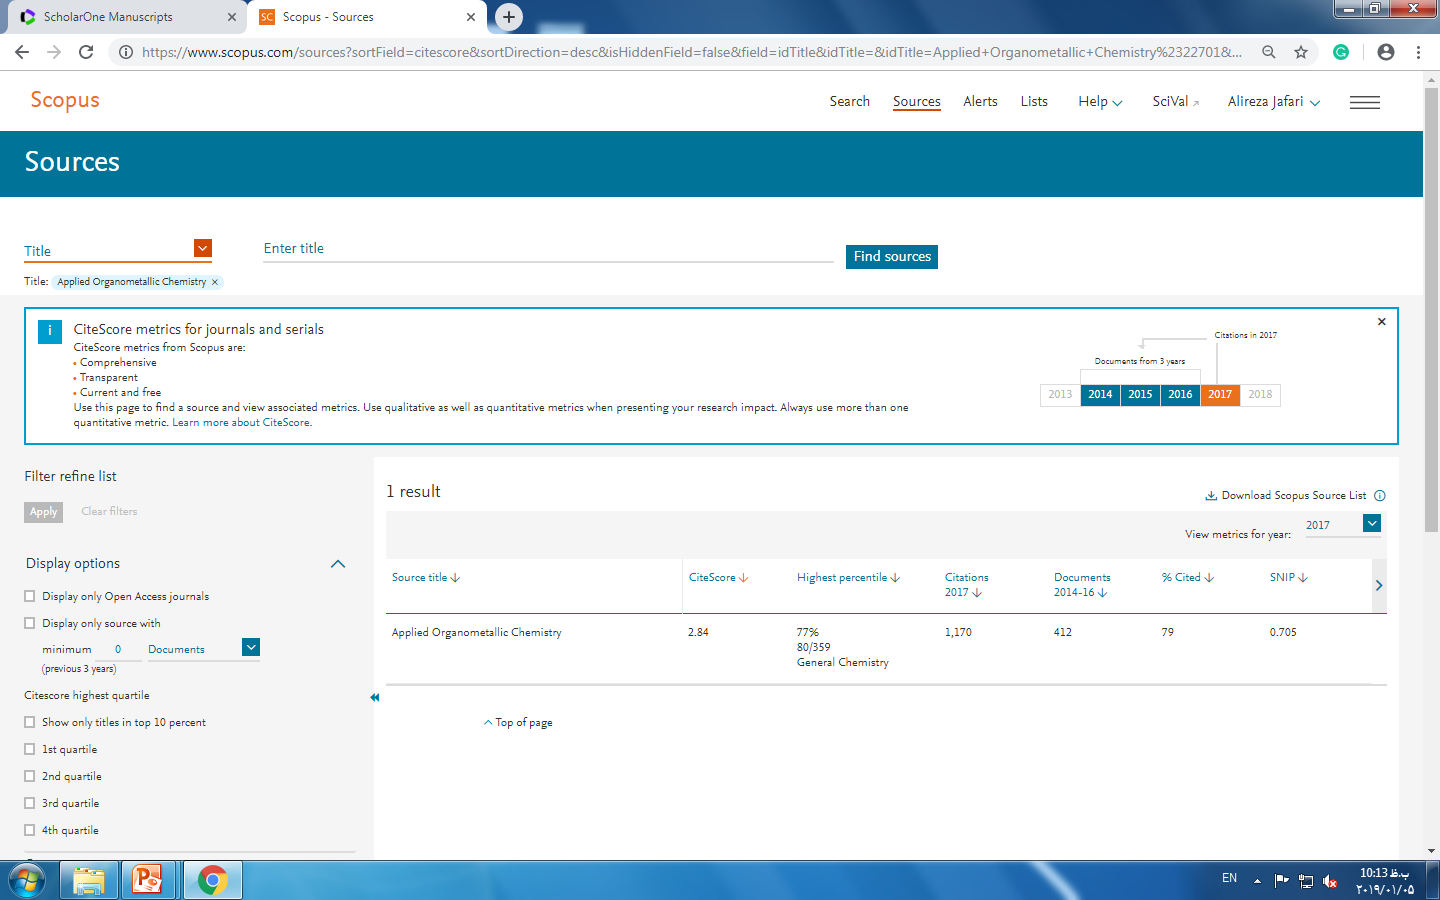 ScholarOne Manuscripts
SC Scopus - Sources
https://www.scopus.com/sources?sortField=citescore&sortDirection=desc&isHiddenField=false&field=idTitle&idTitle=&idTitle=Applied+Organometallic+Chemistry%2322701&...
Scopus
Search Sources Alerts Lists Help SciVal Alireza Jafari
Sources
Title
Enter title
Find sources
Title: Applied Organometallic Chemistry ×
i
CiteScore metrics for journals and serials
CiteScore metrics from Scopus are:
• Comprehensive
• Transparent
• Current and free
Use this page to find a source and view associated metrics. Use qualitative as well as quantitative metrics when presenting your research impact. Always use more than one
quantitative metric. Learn more about CiteScore.
Citations in 2017
Documents from 3 years
2013 2014 2015 2016 2017 2018
Filter refine list
Apply Clear filters
Display options
Display only Open Access journals
Display only source with
minimum 0 Documents
(previous 3 years)
Citescore highest quartile
Show only titles in top 10 percent
1st quartile
2nd quartile
3rd quartile
4th quartile
1 result
Download Scopus Source List
View metrics for year: 2017
Source title CiteScore Highest percentile Citations 2017 Documents 2014-16 % Cited SNIP
Applied Organometallic Chemistry 2.84 77% 1,170 412 79 0.705
80/359
General Chemistry
Top of page
EN
10:13 ب.ظ
۲۰۱۹/۰۱/۰۵